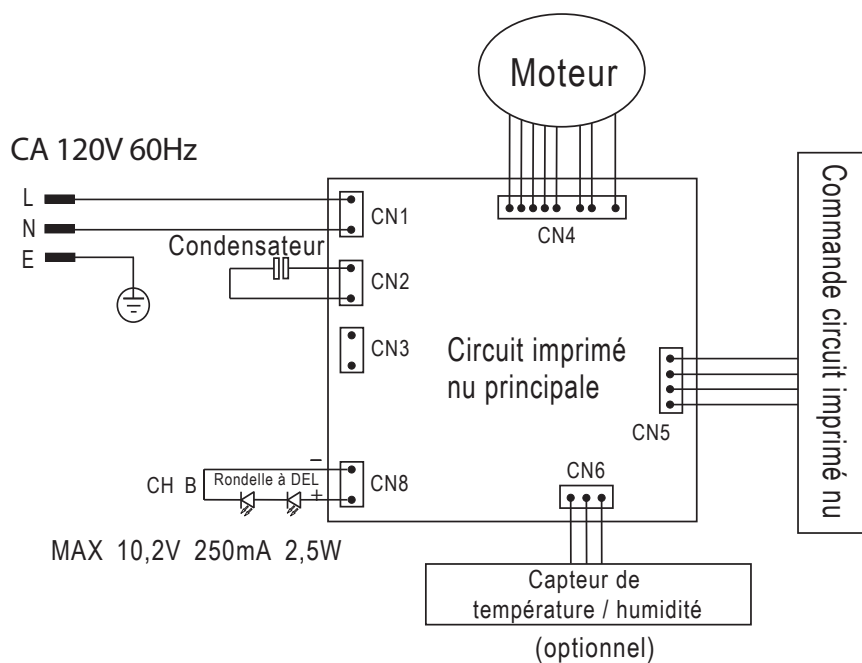 Moteur
CA 120V 60Hz
L
N
E
CN1
CN4
Condensateur
CN2
CN3
Circuit imprimé
nu principale
CN5
Commande circuit imprimé nu
CN6
CH B
Rondelle à DEL
–
+
CN8
MAX 10,2V 250mA 2,5W
Capteur de
température / humidité
(optionnel)